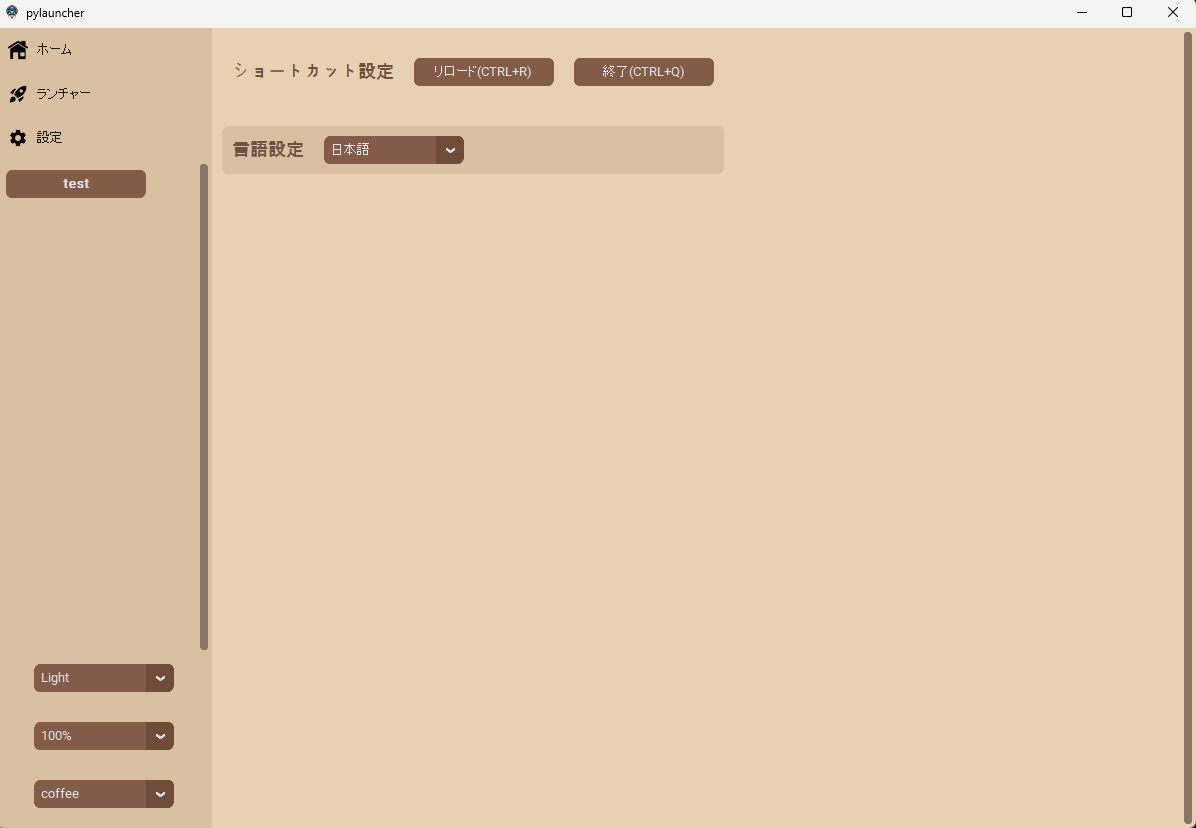 pylauncher
ホーム
ランチャー
設定
test
Light
100%
coffee
ショートカット設定 リロード(CTRL+R) 終了(CTRL+Q)
言語設定 日本語